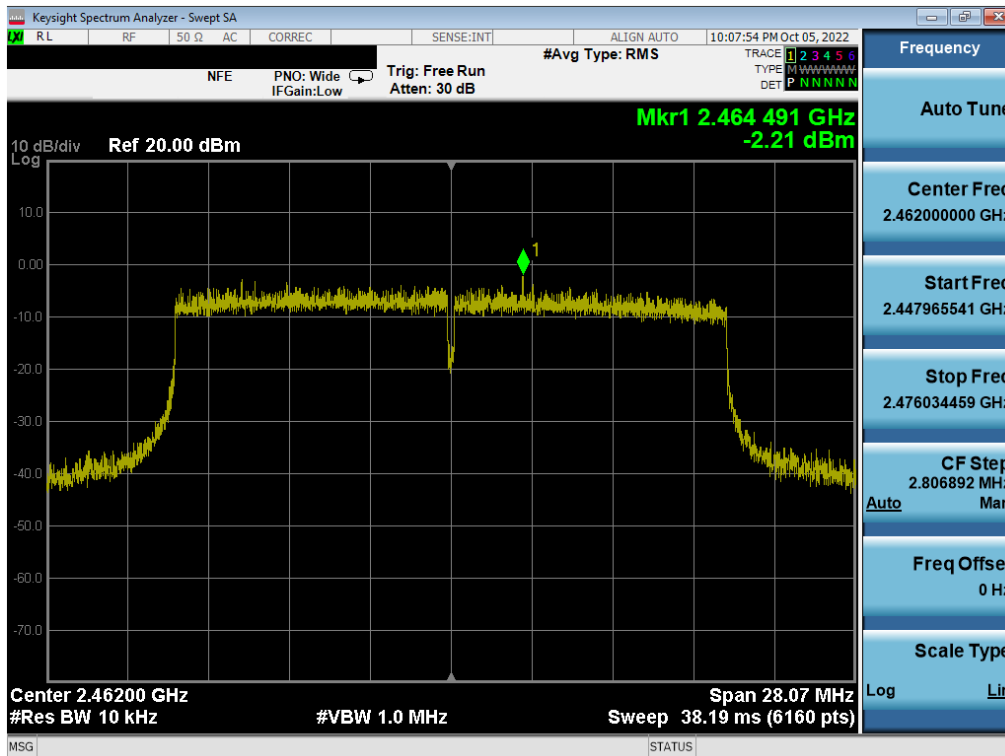 Keysight Spectrum Analyzer - Swept SA
LXI RL RF 50 Ω AC CORREC SENSE:INT ALIGN AUTO 10:07:54 PM Oct 05, 2022
#Avg Type: RMS
TRACE 1 2 3 4 5 6
TYPE M WWWWW
DET P N N N N N
NFE PNO: Wide Trig: Free Run
IFGain:Low Atten: 30 dB
Mkr1 2.464 491 GHz
-2.21 dBm
10 dB/div Ref 20.00 dBm
Log
1
10.0
0.00
-10.0
-20.0
-30.0
-40.0
-50.0
-60.0
-70.0
Center 2.46200 GHz Span 28.07 MHz
#Res BW 10 kHz #VBW 1.0 MHz Sweep 38.19 ms (6160 pts)
MSG STATUS
Frequency
Auto Tune
Center Freq
2.462000000 GHz
Start Freq
2.447965541 GHz
Stop Freq
2.476034459 GHz
CF Step
2.806892 MHz
Auto Man
Freq Offset
0 Hz
Scale Type
Log Lin